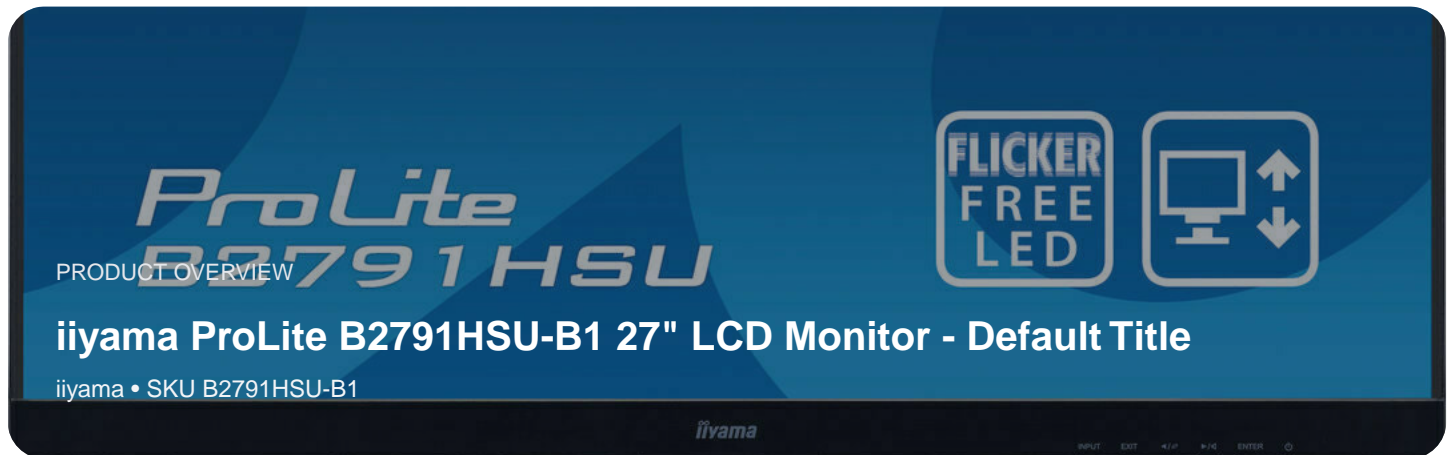 ProLite
B2791HSU
FLICKER
FREE
LED
PRODUCT OVERVIEW
iiyama ProLite B2791HSU-B1 27" LCD Monitor - Default Title
iiyama • SKU B2791HSU-B1
iiyama
INPUT EXIT ENTER